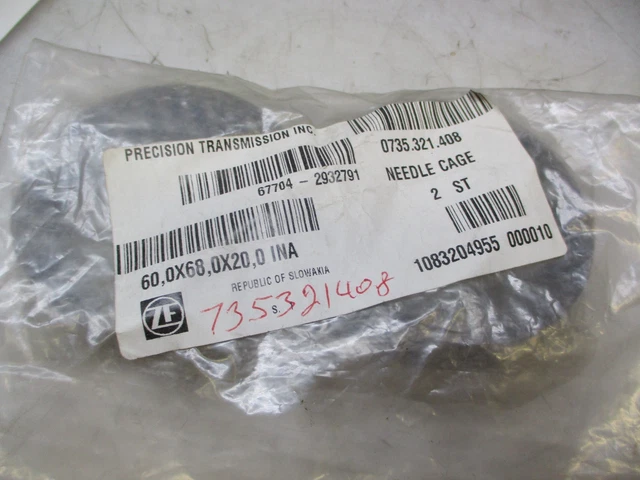 PRECISION TRANSMISSION INC.
0735.321.408
67704 - 2932791
NEEDLE CAGE
2 ST
60,0X68,0X20,0 INA
1083204955 000010
REPUBLIC OF SLOWAKIA
S.
ZF
735321408